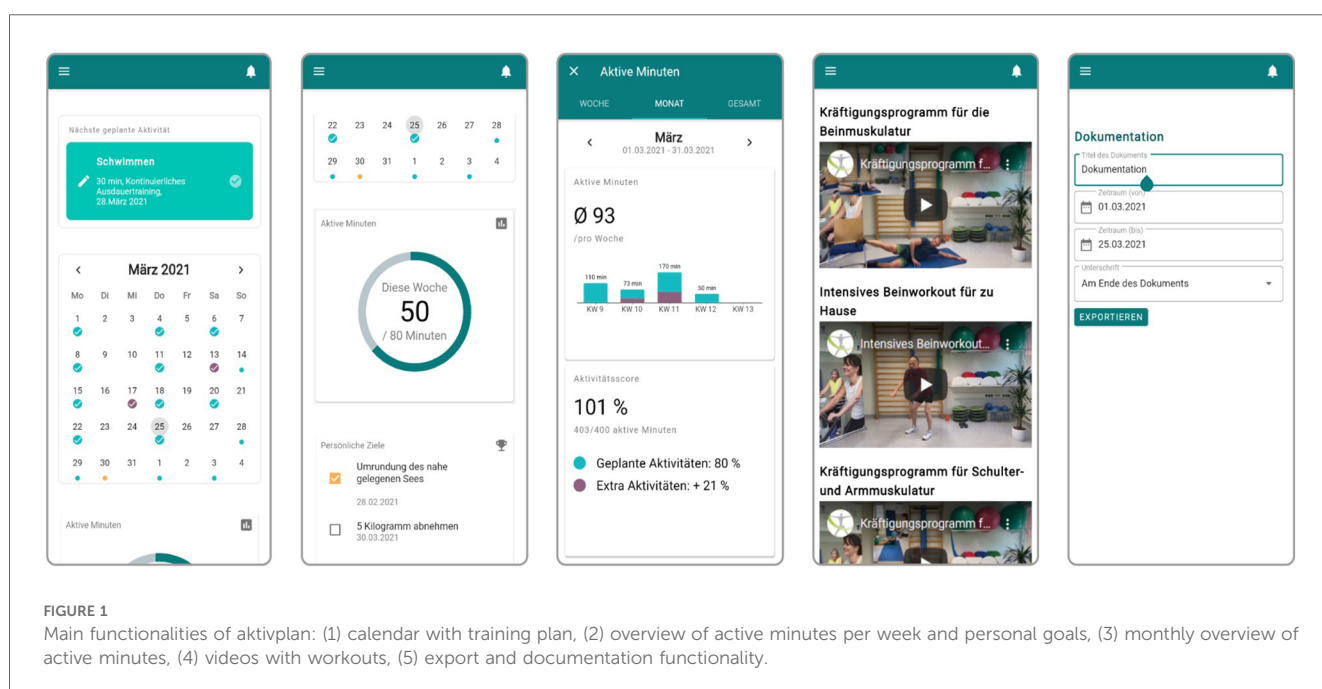 Nächste geplante Aktivität
Schwimmen
30 min, Kontinuierliches
Ausdauertraining,
28.März 2021
März 2021
Mo Di Mi Do Fr Sa So
1 2 3 4 5 6 7
8 9 10 11 12 13 14
15 16 17 18 19 20 21
22 23 24 25 26 27 28
29 30 31 1 2 3 4
Aktive Minuten
22 23 24 25 26 27 28
29 30 31 1 2 3 4
Aktive Minuten
Diese Woche
50
/ 80 Minuten
Persönliche Ziele
Umrundung des nahe
gelegenen Sees
28.02.2021
5 Kilogramm abnehmen
30.03.2021
Aktive Minuten
WOCHE MONAT GESAMT
März
01.03.2021 - 31.03.2021
Aktive Minuten
Ø 93
/pro Woche
110 min 73 min 170 min 50 min
KW 9 KW 10 KW 11 KW 12 KW 13
Aktivitätsscore
101 %
403/400 aktive Minuten
Geplante Aktivitäten: 80 %
Extra Aktivitäten: + 21 %
Kräftigungsprogramm für die
Beinmuskulatur
Kräftigungsprogramm f...
Intensives Beinworkout für zu
Hause
Intensives Beinworkout...
Kräftigungsprogramm für Schulter-
und Armmuskulatur
Kräftigungsprogramm f...
Dokumentation
Titel des Dokuments
Dokumentation
Zeitraum (von)
01.03.2021
Zeitraum (bis)
25.03.2021
Unterschrift
Am Ende des Dokuments
EXPORTIEREN
FIGURE 1
Main functionalities of aktivplan: (1) calendar with training plan, (2) overview of active minutes per week and personal goals, (3) monthly overview of
active minutes, (4) videos with workouts, (5) export and documentation functionality.